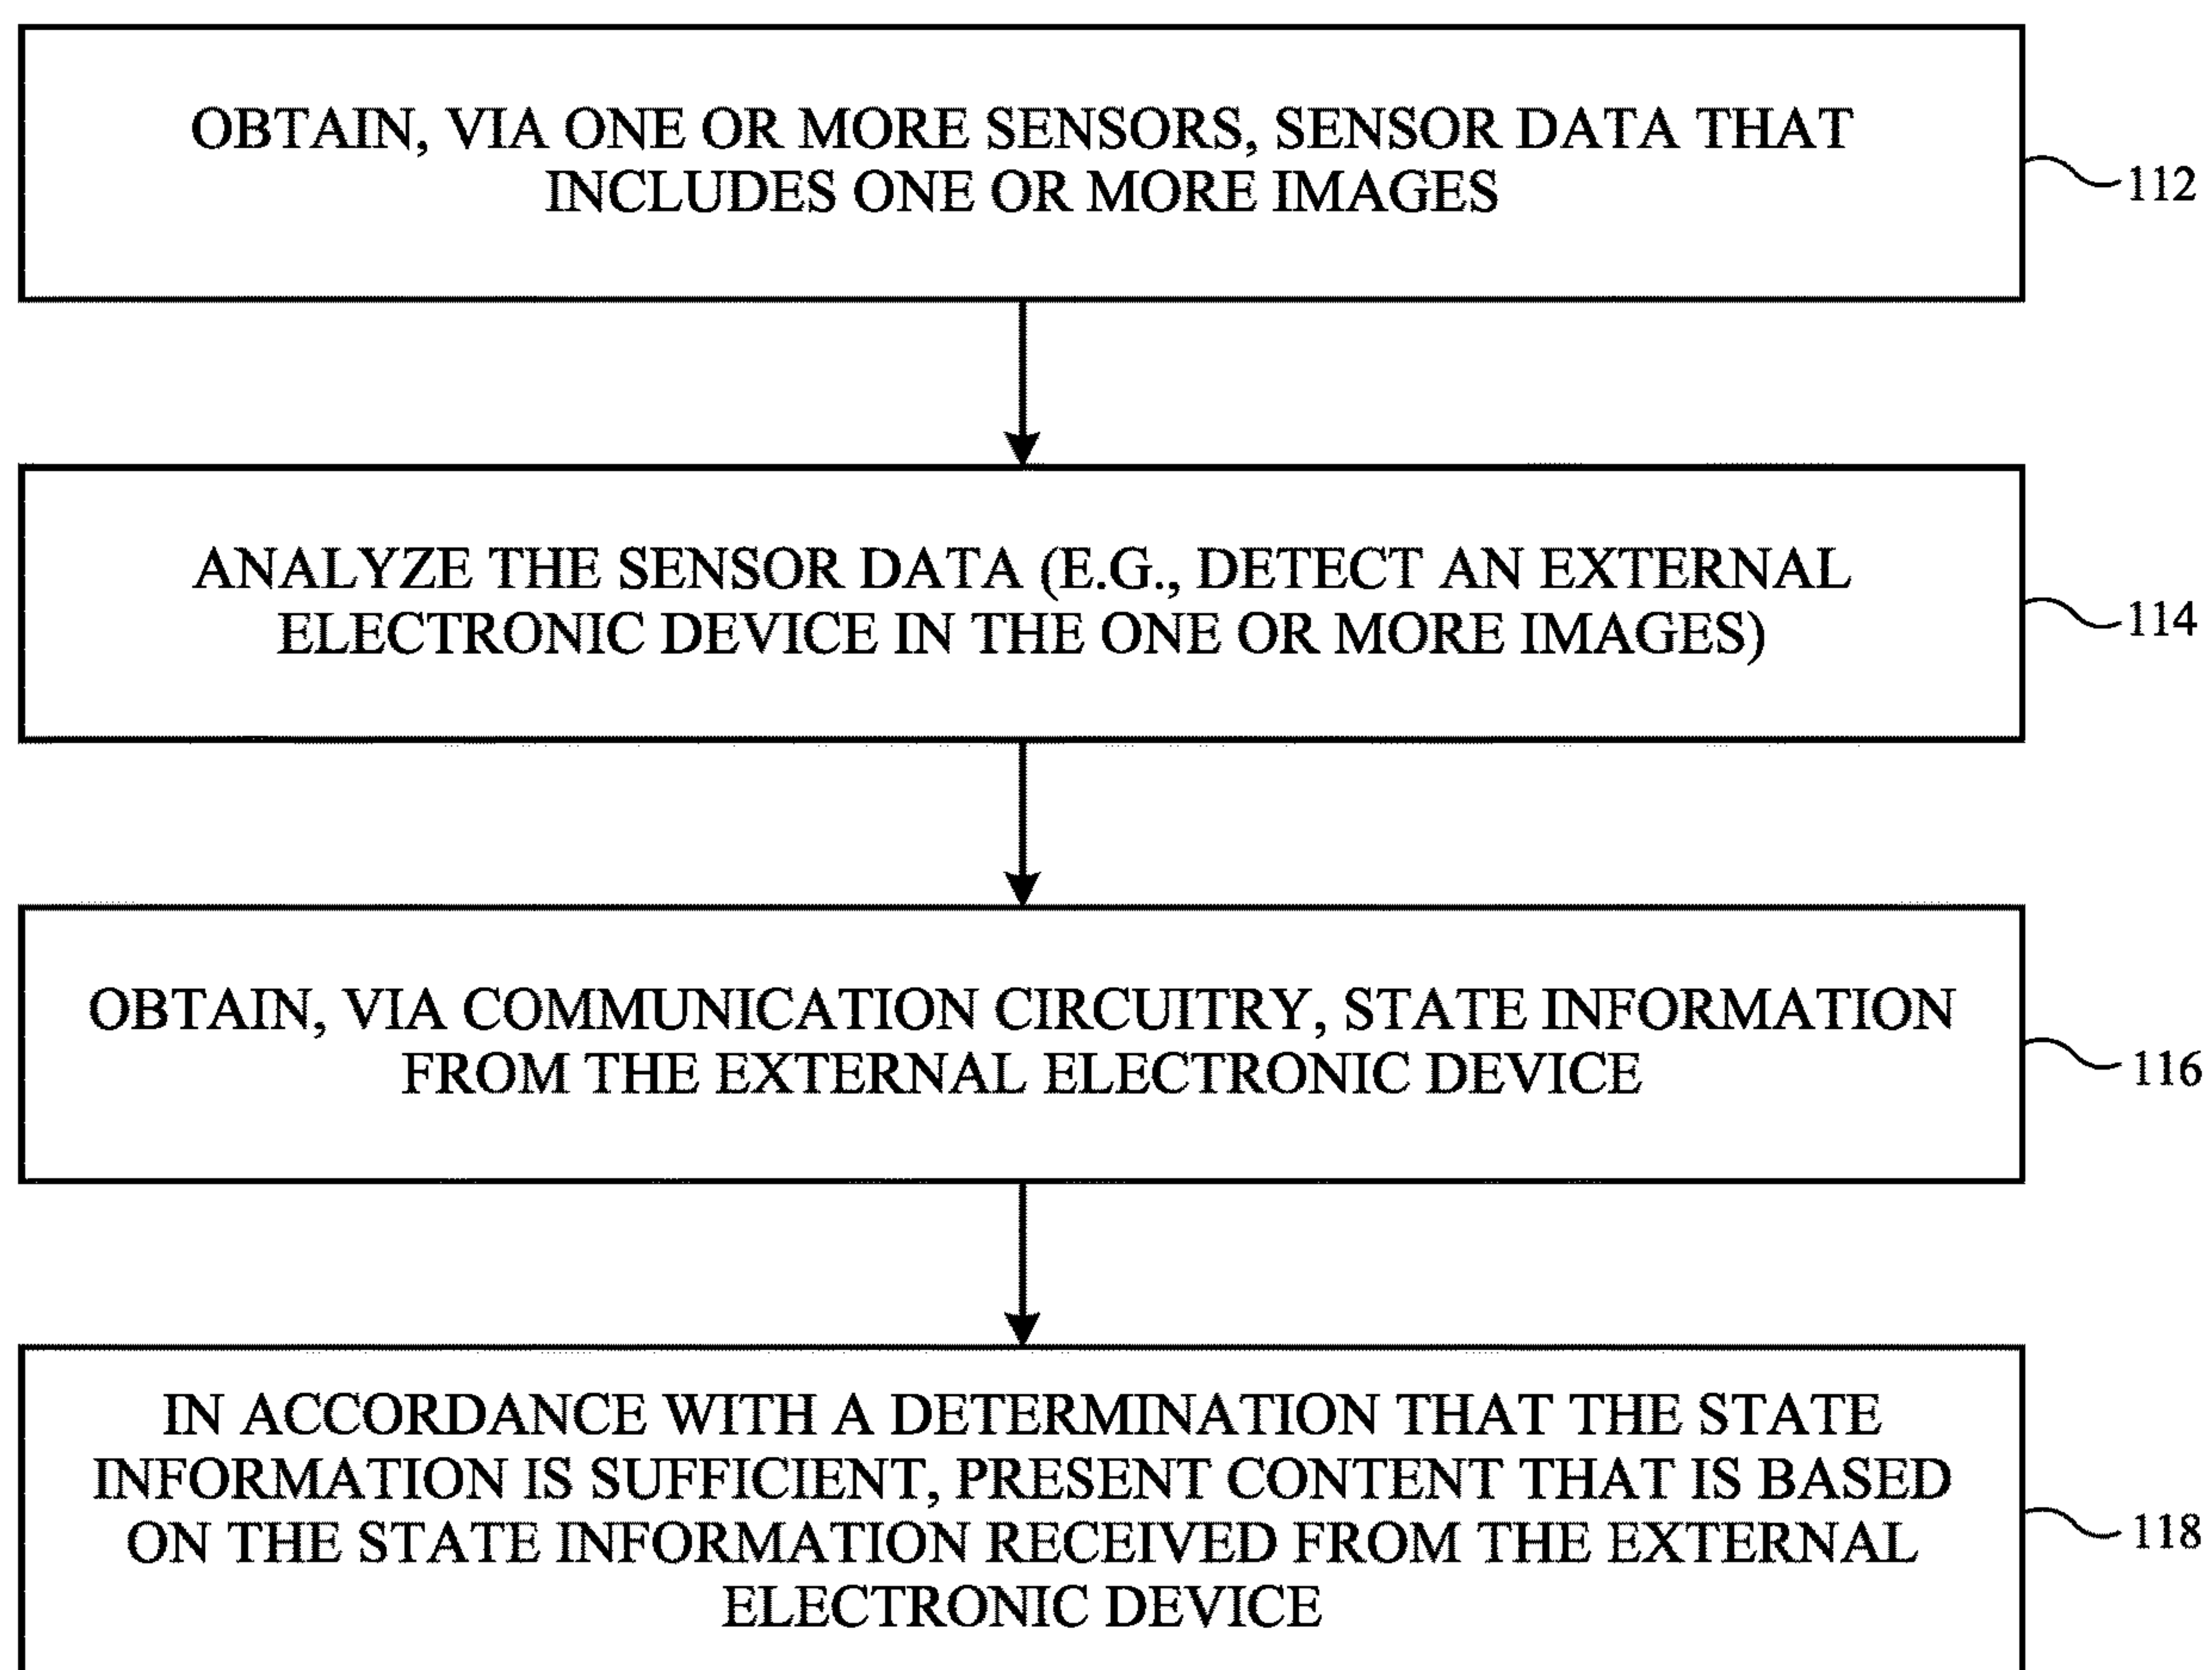 OBTAIN, VIA ONE OR MORE SENSORS, SENSOR DATA THAT
INCLUDES ONE OR MORE IMAGES
112
ANALYZE THE SENSOR DATA (E.G., DETECT AN EXTERNAL
ELECTRONIC DEVICE IN THE ONE OR MORE IMAGES)
114
OBTAIN, VIA COMMUNICATION CIRCUITRY, STATE INFORMATION
FROM THE EXTERNAL ELECTRONIC DEVICE
116
IN ACCORDANCE WITH A DETERMINATION THAT THE STATE
INFORMATION IS SUFFICIENT, PRESENT CONTENT THAT IS BASED
ON THE STATE INFORMATION RECEIVED FROM THE EXTERNAL
ELECTRONIC DEVICE
118